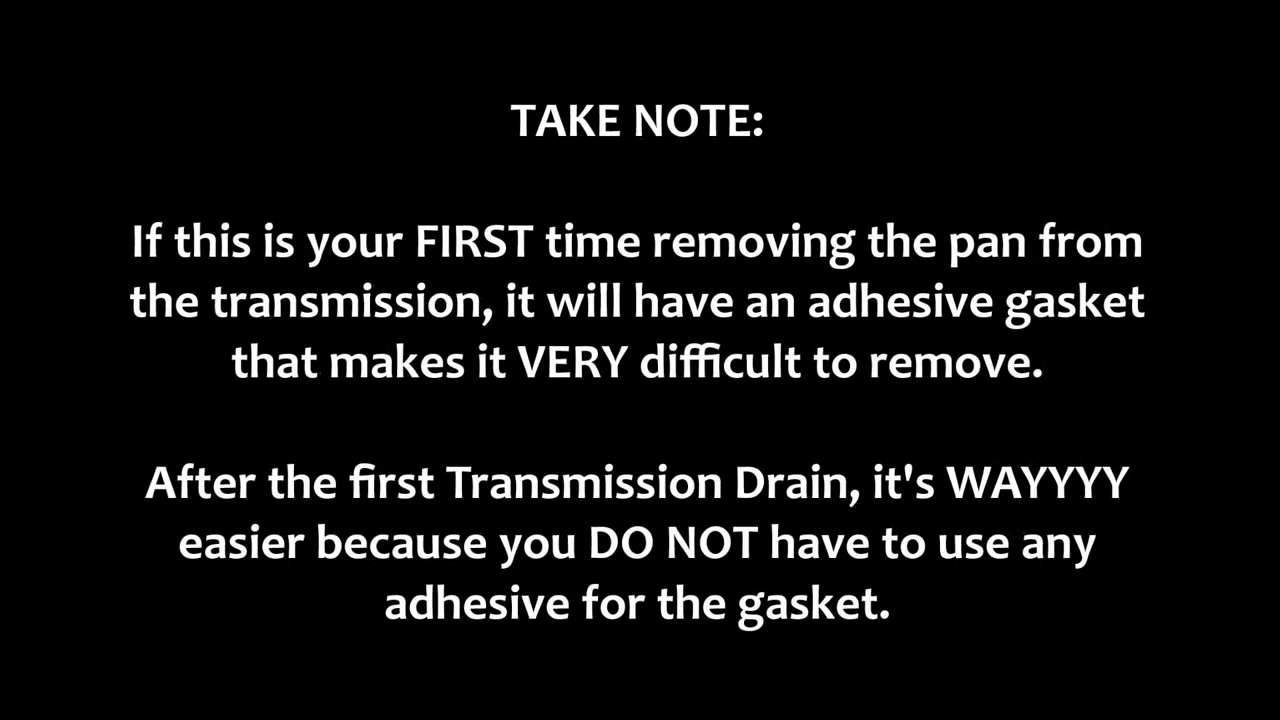 TAKE NOTE:
If this is your FIRST time removing the pan from
the transmission, it will have an adhesive gasket
that makes it VERY difficult to remove.
After the first Transmission Drain, it's WAYYYY
easier because you DO NOT have to use any
adhesive for the gasket.